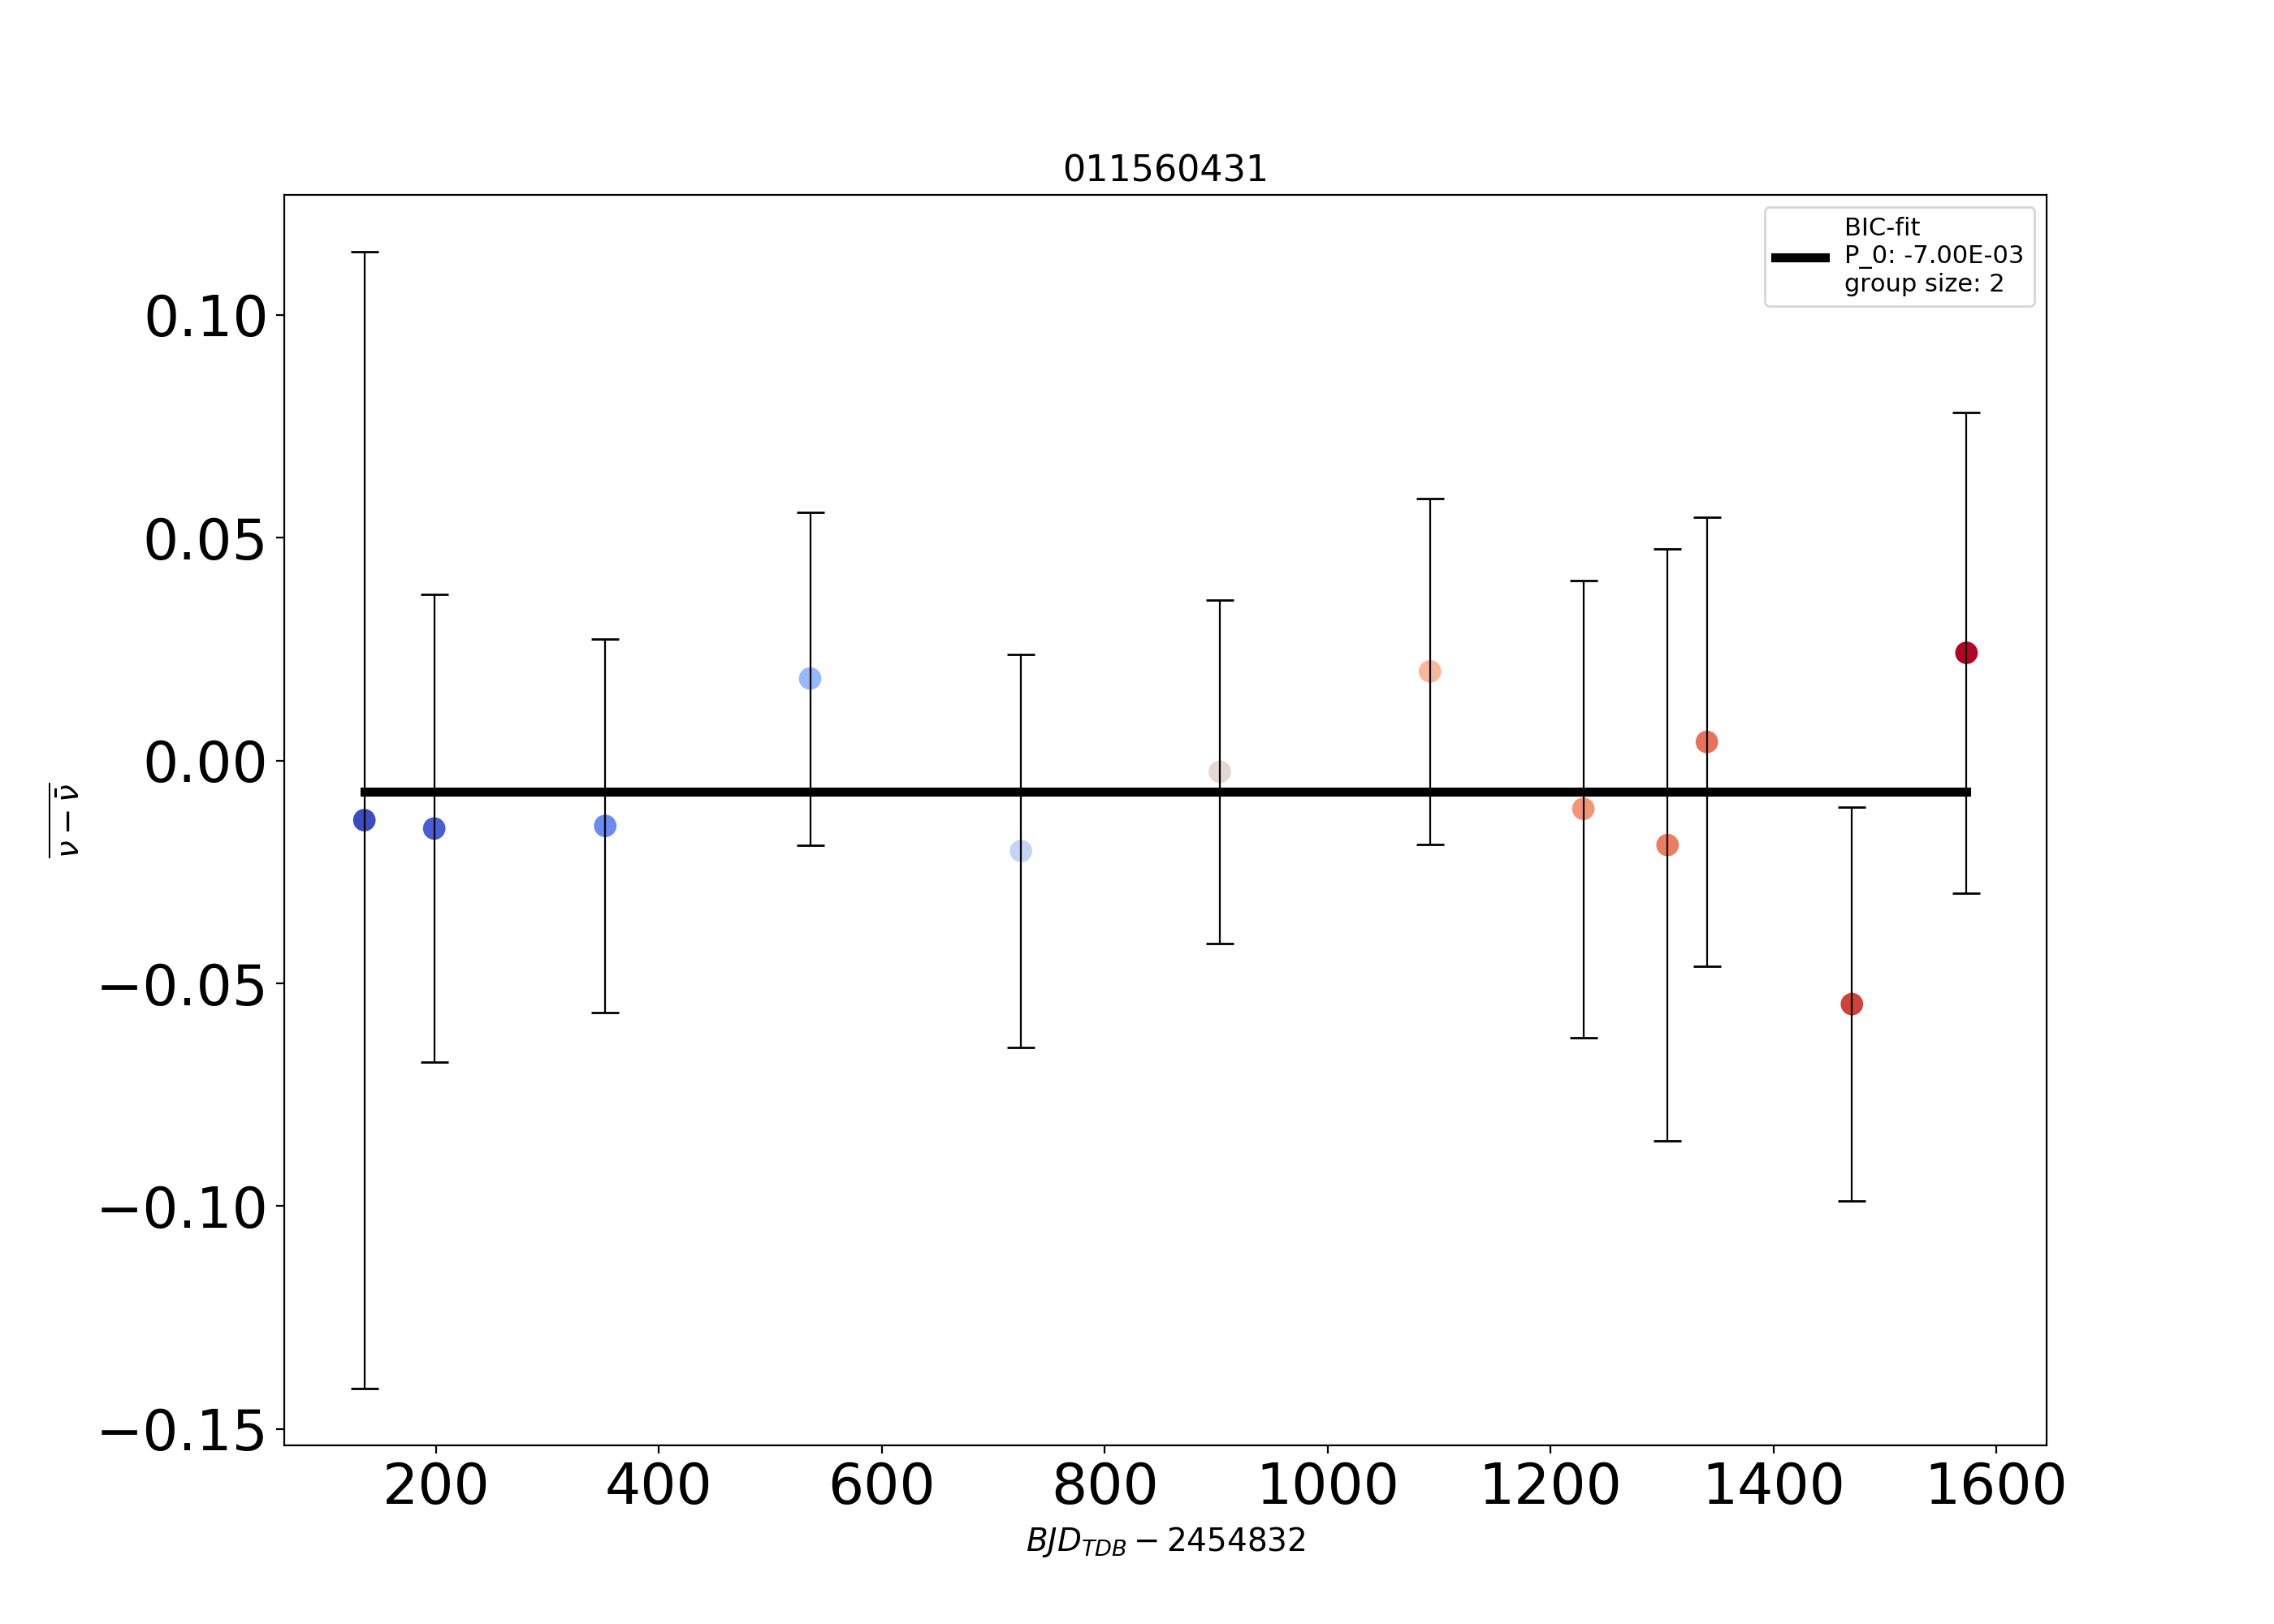 011560431
BIC-fit
P_0: -7.00E-03
group size: 2
0.10
0.05
0.00
−0.05
−0.10
−0.15
ν − ν̄
200 400 600 800 1000 1200 1400 1600
BJD_TDB − 2454832